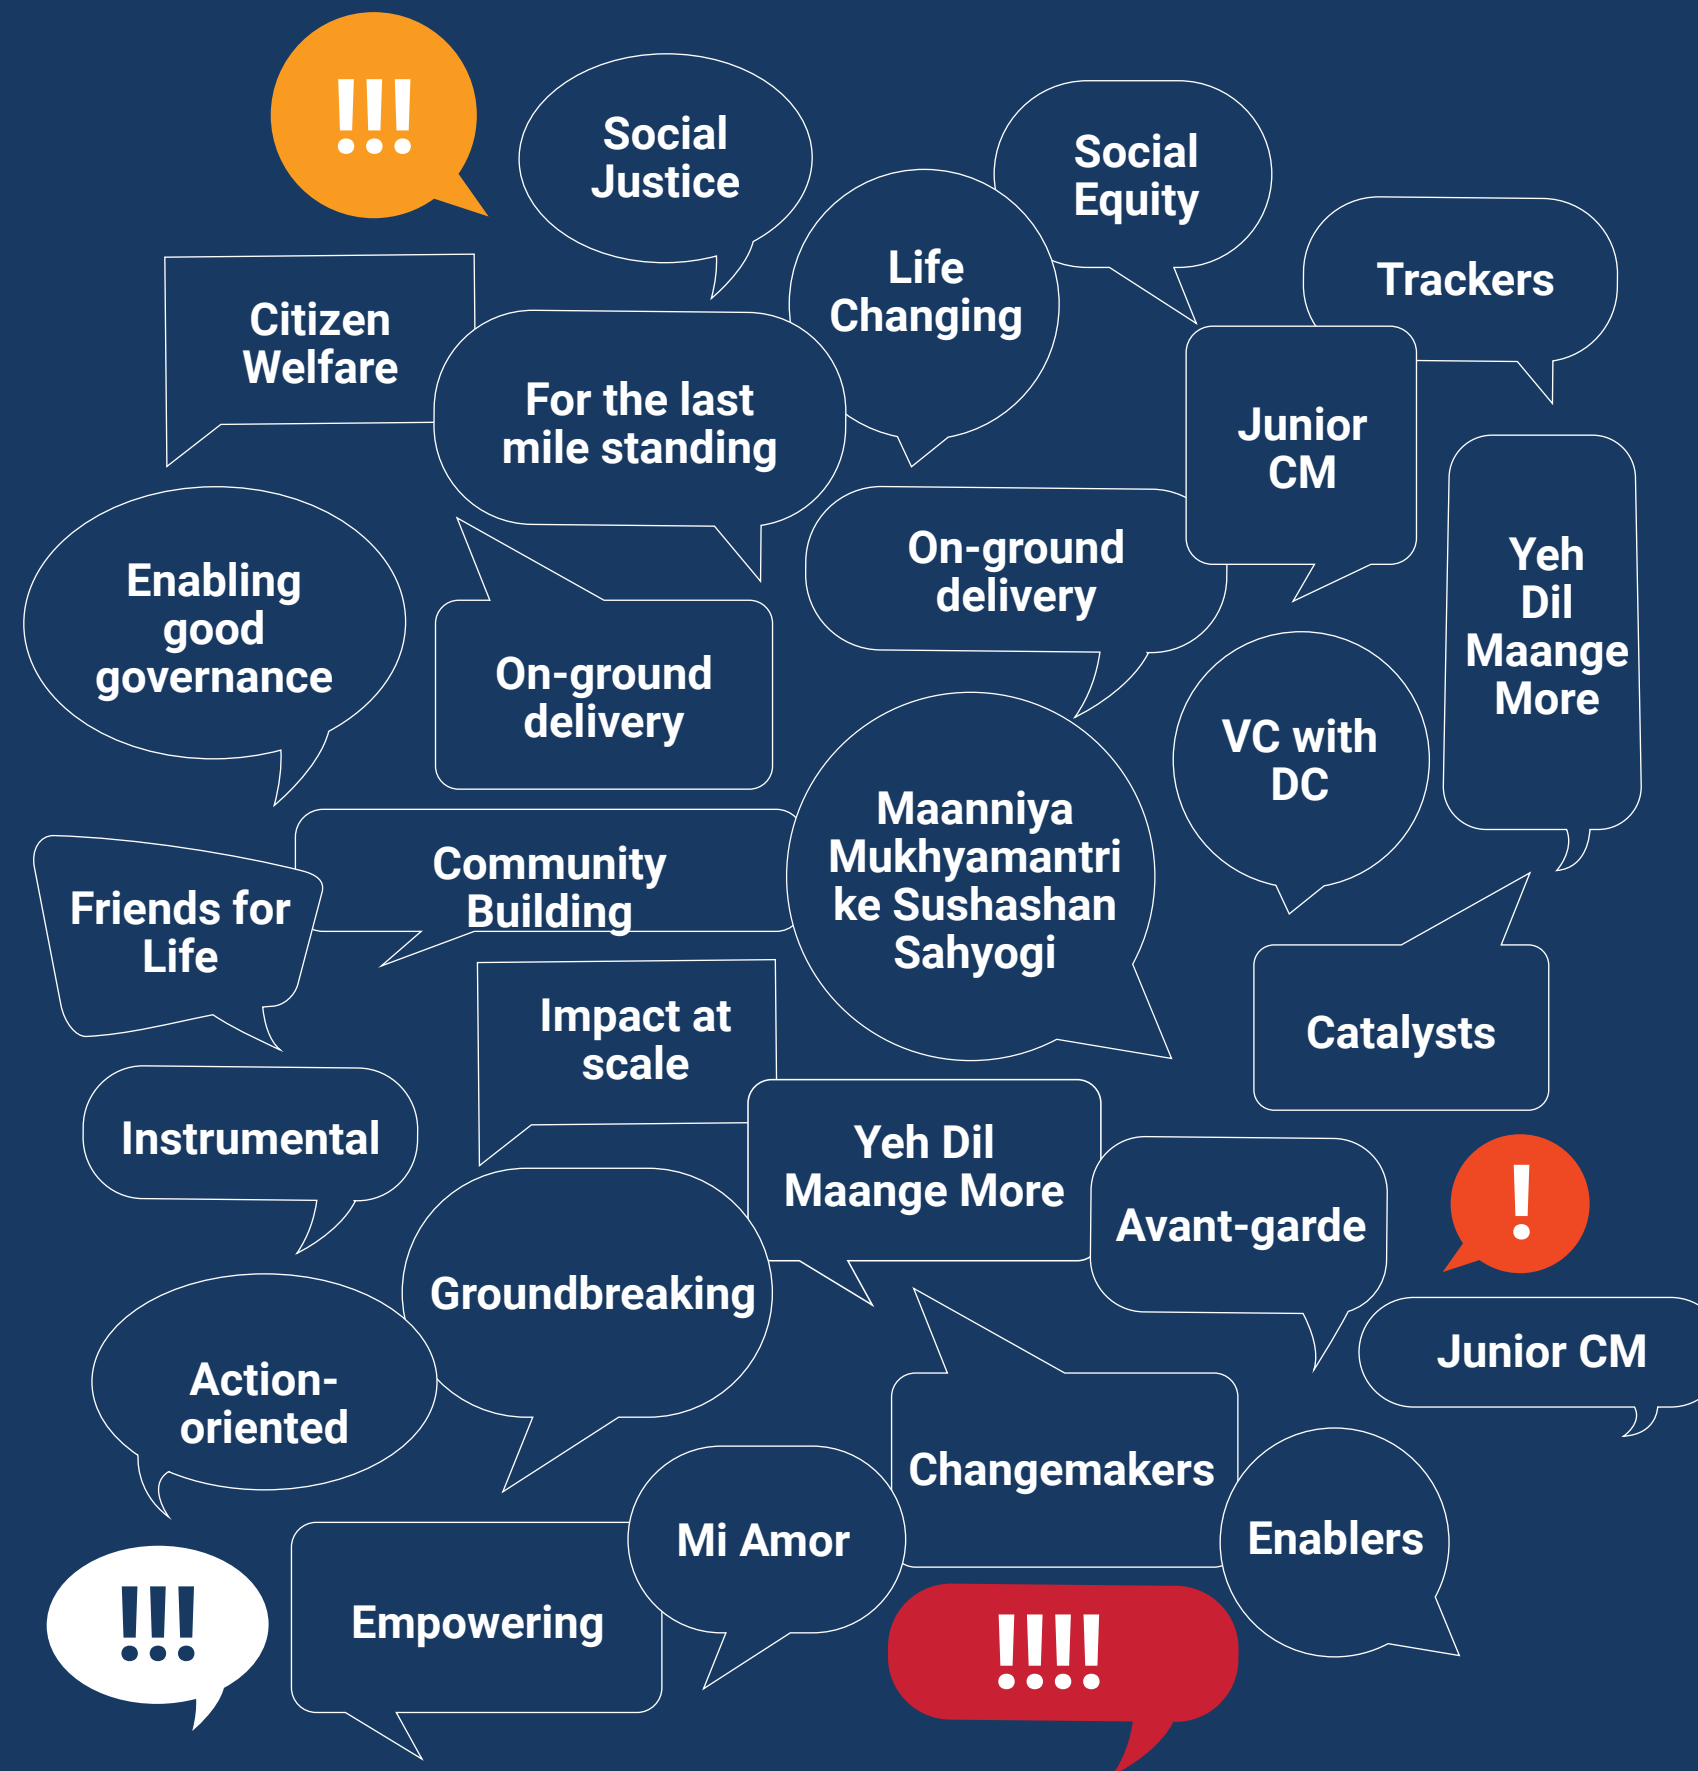 !!!
Social
Justice
Social
Equity
Life
Changing
Trackers
Citizen
Welfare
For the last
mile standing
Junior
CM
Enabling
good
governance
On-ground
delivery
On-ground
delivery
Yeh
Dil
Maange
More
VC with
DC
Maanniya
Mukhyamantri
ke Sushashan
Sahyogi
Community
Building
Friends for
Life
Impact at
scale
Catalysts
Instrumental
Yeh Dil
Maange More
Avant-garde
!
Groundbreaking
Junior CM
Action-
oriented
Changemakers
Mi Amor
Enablers
!!!
Empowering
!!!!